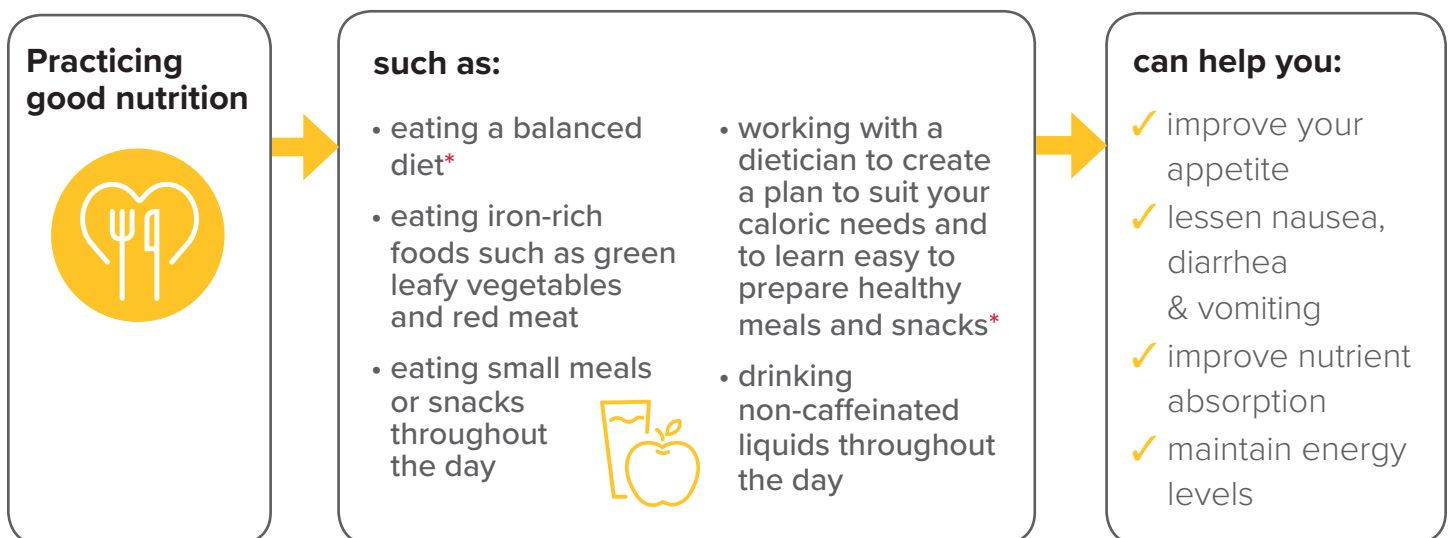 Practicing
good nutrition
such as:
• eating a balanced
diet*
• eating iron-rich
foods such as green
leafy vegetables
and red meat
• eating small meals
or snacks
throughout
the day
• working with a
dietician to create
a plan to suit your
caloric needs and
to learn easy to
prepare healthy
meals and snacks*
• drinking
non-caffeinated
liquids throughout
the day
can help you:
✓ improve your
appetite
✓ lessen nausea,
diarrhea
& vomiting
✓ improve nutrient
absorption
✓ maintain energy
levels